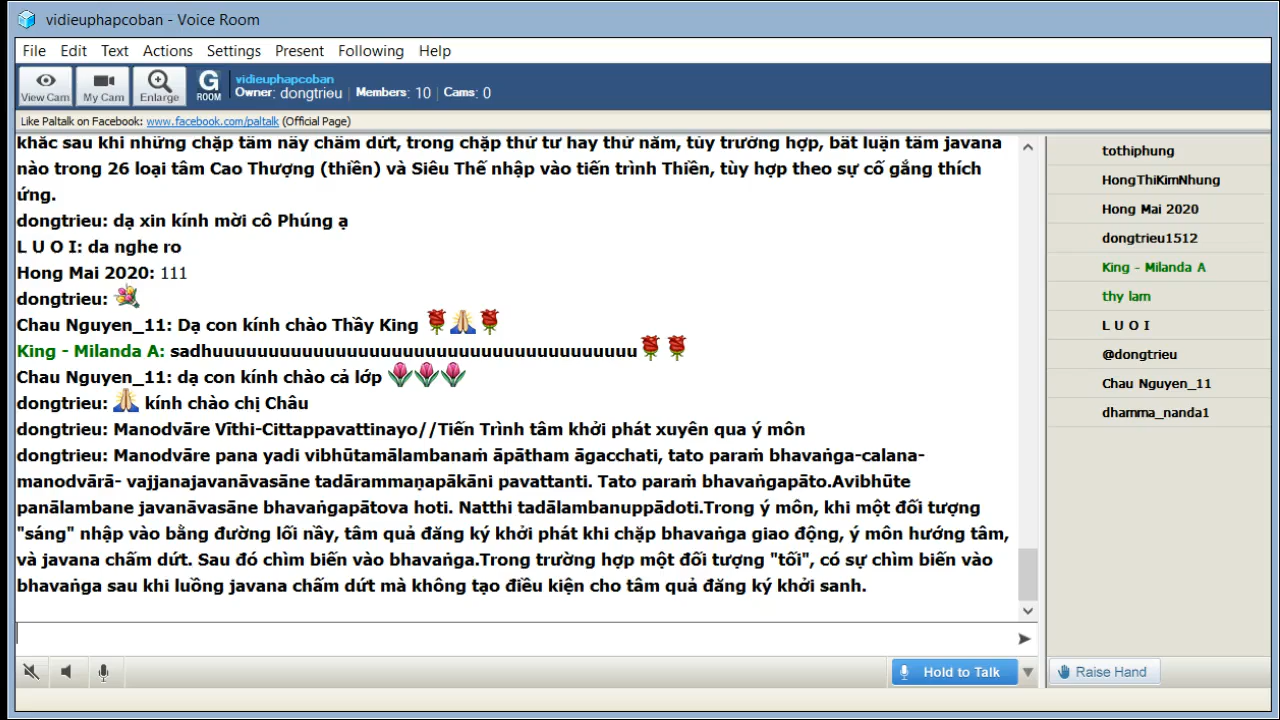 vidieuphapcoban - Voice Room
File Edit Text Actions Settings Present Following Help
View Cam My Cam Enlarge G ROOM
vidieuphapcoban
Owner: dongtrieu Members: 10 Cams: 0
Like Paltalk on Facebook: www.facebook.com/paltalk (Official Page)
khắc sau khi những chặp tâm nầy chấm dứt, trong chặp thứ tư hay thứ năm, tùy trường hợp, bất luận tâm javana
nào trong 26 loại tâm Cao Thượng (thiền) và Siêu Thế nhập vào tiến trình Thiền, tùy hợp theo sự cố gắng thích
ứng.
dongtrieu: dạ xin kính mời cô Phúng ạ
L U O I: da nghe ro
Hong Mai 2020: 111
dongtrieu:
Chau Nguyen_11: Dạ con kính chào Thầy King
King - Milanda A: sadhuuuuuuuuuuuuuuuuuuuuuuuuuuuuuuuuuuuuuu
Chau Nguyen_11: dạ con kính chào cả lớp
dongtrieu: kính chào chị Châu
dongtrieu: Manodvāre Vīthi-Cittappavattinayo//Tiến Trình tâm khởi phát xuyên qua ý môn
dongtrieu: Manodvāre pana yadi vibhūtamālambanaṁ āpātham āgacchati, tato paraṁ bhavaṅga-calana-
manodvārā- vajjanajavanāvasāne tadārammaṇapākāni pavattanti. Tato paraṁ bhavaṅgapāto.Avibhūte
panālambane javanāvasāne bhavaṅgapātova hoti. Natthi tadālambanuppādoti.Trong ý môn, khi một đối tượng
"sáng" nhập vào bằng đường lối nầy, tâm quả đăng ký khởi phát khi chặp bhavaṅga giao động, ý môn hướng tâm,
và javana chấm dứt. Sau đó chìm biến vào bhavaṅga.Trong trường hợp một đối tượng "tối", có sự chìm biến vào
bhavaṅga sau khi luồng javana chấm dứt mà không tạo điều kiện cho tâm quả đăng ký khởi sanh.
tothiphung
HongThiKimNhung
Hong Mai 2020
dongtrieu1512
King - Milanda A
thy lam
L U O I
@dongtrieu
Chau Nguyen_11
dhamma_nanda1
Hold to Talk
Raise Hand